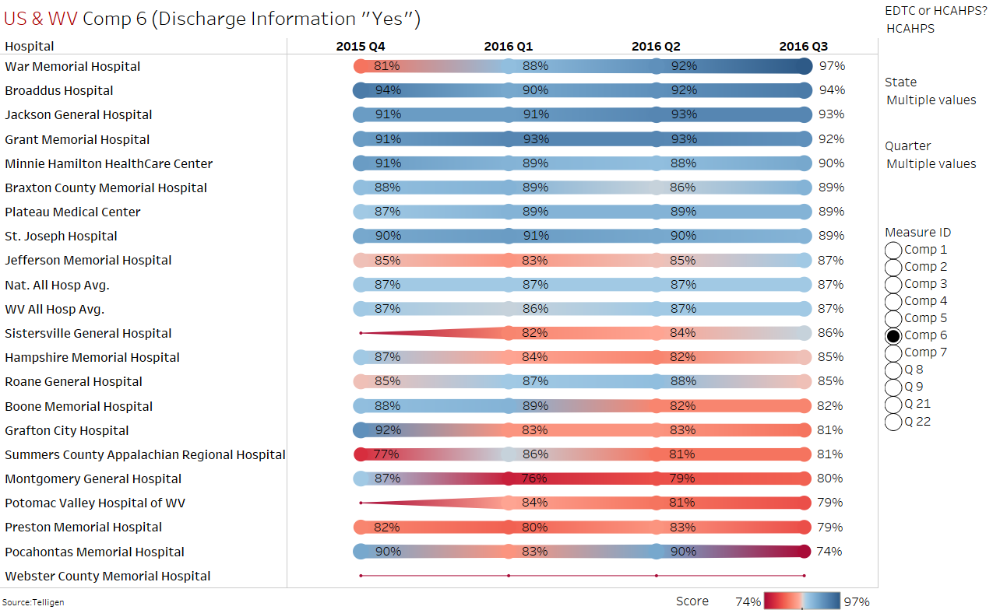 US & WV Comp 6 (Discharge Information "Yes")
Hospital 2015 Q4 2016 Q1 2016 Q2 2016 Q3
War Memorial Hospital 81% 88% 92% 97%
Broaddus Hospital 94% 90% 92% 94%
Jackson General Hospital 91% 91% 93% 93%
Grant Memorial Hospital 91% 93% 93% 92%
Minnie Hamilton HealthCare Center 91% 89% 88% 90%
Braxton County Memorial Hospital 88% 89% 86% 89%
Plateau Medical Center 87% 89% 89% 89%
St. Joseph Hospital 90% 91% 90% 89%
Jefferson Memorial Hospital 85% 83% 85% 87%
Nat. All Hosp Avg. 87% 87% 87% 87%
WV All Hosp Avg. 87% 86% 87% 87%
Sistersville General Hospital 82% 84% 86%
Hampshire Memorial Hospital 87% 84% 82% 85%
Roane General Hospital 85% 87% 88% 85%
Boone Memorial Hospital 88% 89% 82% 82%
Grafton City Hospital 92% 83% 83% 81%
Summers County Appalachian Regional Hospital 77% 86% 81% 81%
Montgomery General Hospital 87% 76% 79% 80%
Potomac Valley Hospital of WV 84% 81% 79%
Preston Memorial Hospital 82% 80% 83% 79%
Pocahontas Memorial Hospital 90% 83% 90% 74%
Webster County Memorial Hospital
Source:Telligen
Score 74% 97%
EDTC or HCAHPS?
HCAHPS
State
Multiple values
Quarter
Multiple values
Measure ID
Comp 1
Comp 2
Comp 3
Comp 4
Comp 5
Comp 6
Comp 7
Q 8
Q 9
Q 21
Q 22